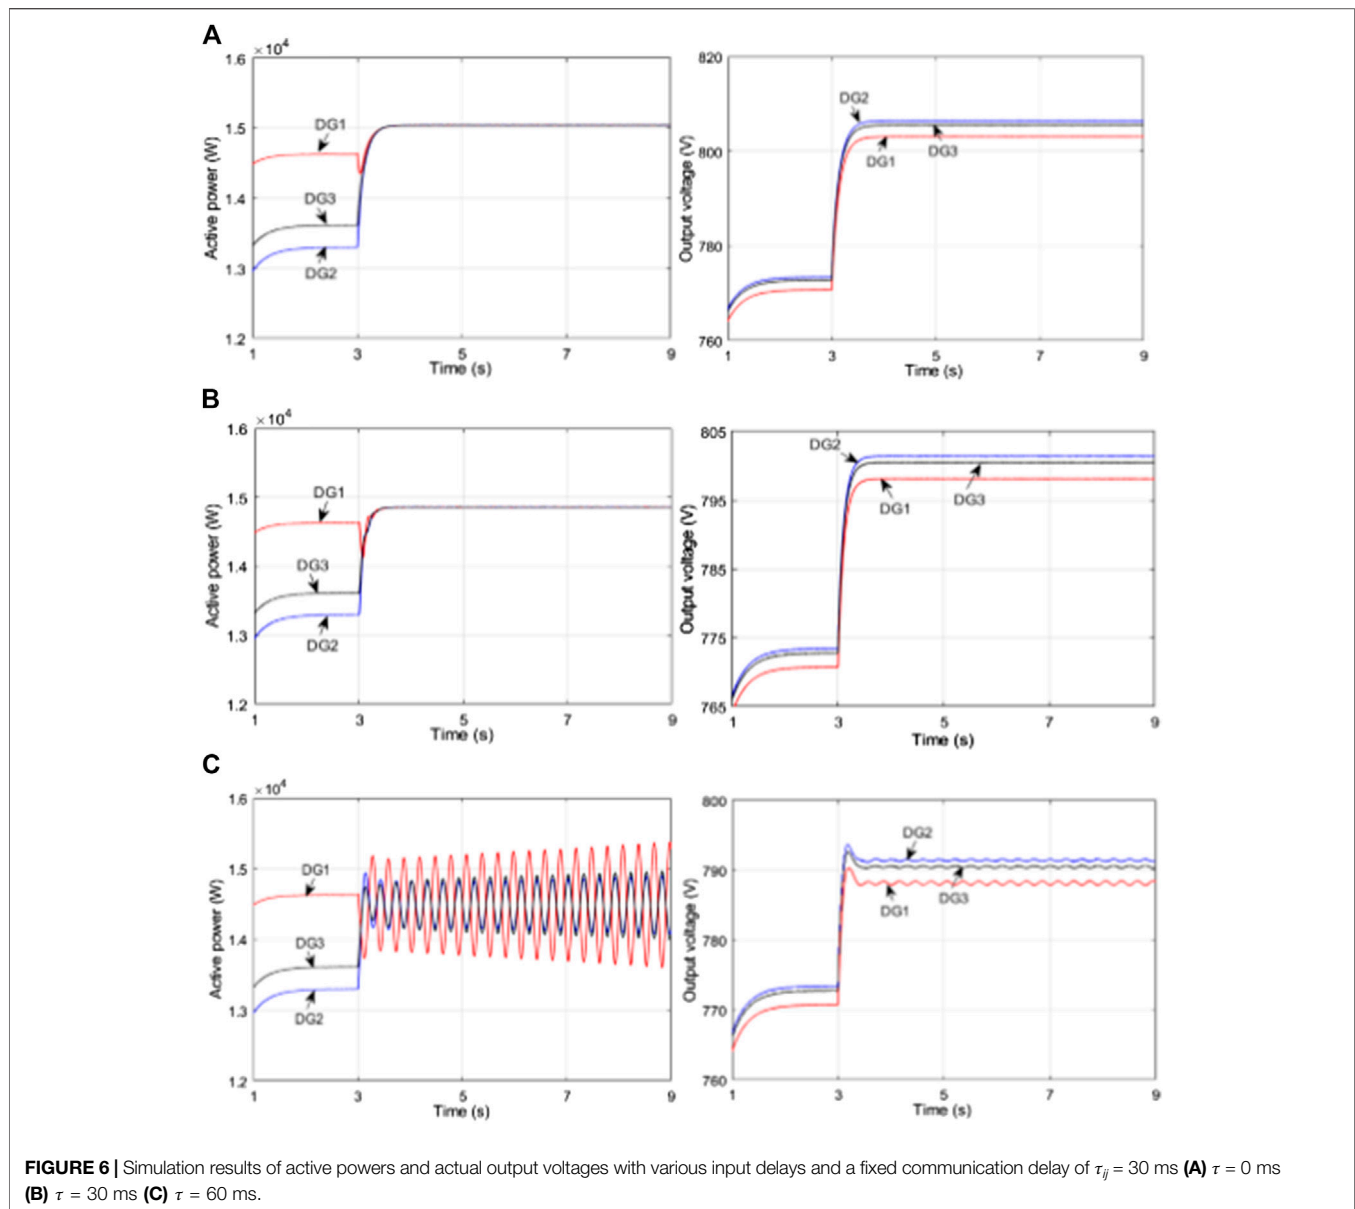 A
×10⁴
1.6
1.5
1.4
1.3
1.2
Active power (W)
DG1
DG3
DG2
1
3
5
7
9
Time (s)
820
800
780
760
Output voltage (V)
DG2
DG1
DG3
1
3
5
7
9
Time (s)
B
×10⁴
1.6
1.5
1.4
1.3
1.2
Active power (W)
DG1
DG3
DG2
1
3
5
7
9
Time (s)
805
795
785
775
765
Output voltage (V)
DG2
DG1
DG3
1
3
5
7
9
Time (s)
C
×10⁴
1.6
1.5
1.4
1.3
1.2
Active power (W)
DG1
DG3
DG2
1
3
5
7
9
Time (s)
800
790
780
770
760
Output voltage (V)
DG2
DG1
DG3
1
3
5
7
9
Time (s)
FIGURE 6 | Simulation results of active powers and actual output voltages with various input delays and a fixed communication delay of τij = 30 ms (A) τ = 0 ms
(B) τ = 30 ms (C) τ = 60 ms.